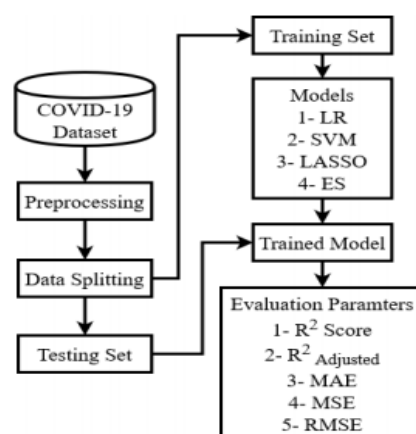 COVID-19
Dataset
Preprocessing
Data Splitting
Testing Set
Training Set
Models
1- LR
2- SVM
3- LASSO
4- ES
Trained Model
Evaluation Paramters
1- R² Score
2- R² Adjusted
3- MAE
4- MSE
5- RMSE